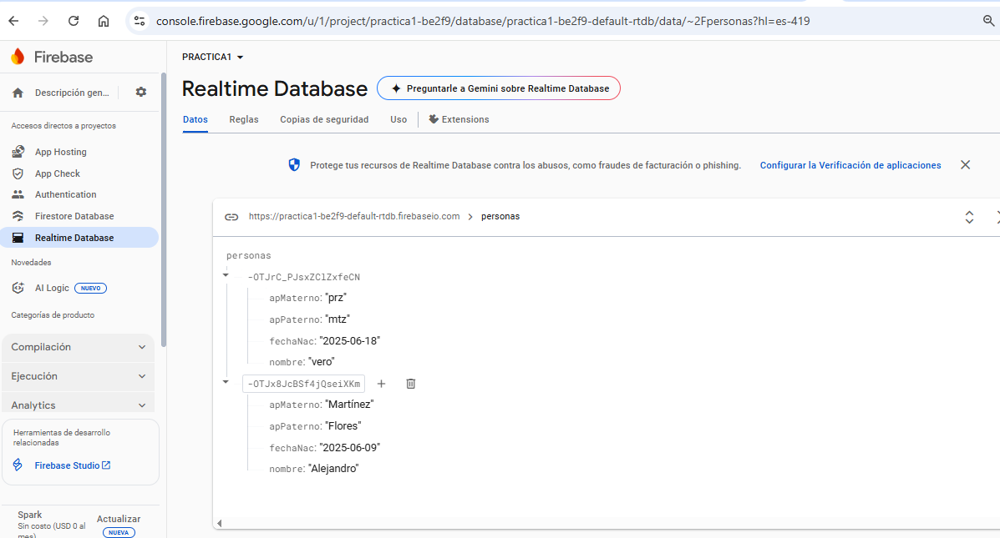 console.firebase.google.com/u/1/project/practica1-be2f9/database/practica1-be2f9-default-rtdb/data/~2Fpersonas?hl=es-419
Firebase
Descripción gen...
Accesos directos a proyectos
App Hosting
App Check
Authentication
Firestore Database
Realtime Database
Novedades
AI Logic NUEVO
Categorías de producto
Compilación
Ejecución
Analytics
Herramientas de desarrollo
relacionadas
Firebase Studio
Spark
Sin costo (USD 0 al
mes)
Actualizar
NUEVA
PRACTICA1
Realtime Database
Preguntarle a Gemini sobre Realtime Database
Datos Reglas Copias de seguridad Uso Extensions
Protege tus recursos de Realtime Database contra los abusos, como fraudes de facturación o phishing. Configurar la Verificación de aplicaciones
https://practica1-be2f9-default-rtdb.firebaseio.com > personas
personas
-OTJrC_PJsxZClZxfeCN
apMaterno: "prz"
apPaterno: "mtz"
fechaNac: "2025-06-18"
nombre: "vero"
-OTJx8JcBSf4jQseiXKm
apMaterno: "Martínez"
apPaterno: "Flores"
fechaNac: "2025-06-09"
nombre: "Alejandro"